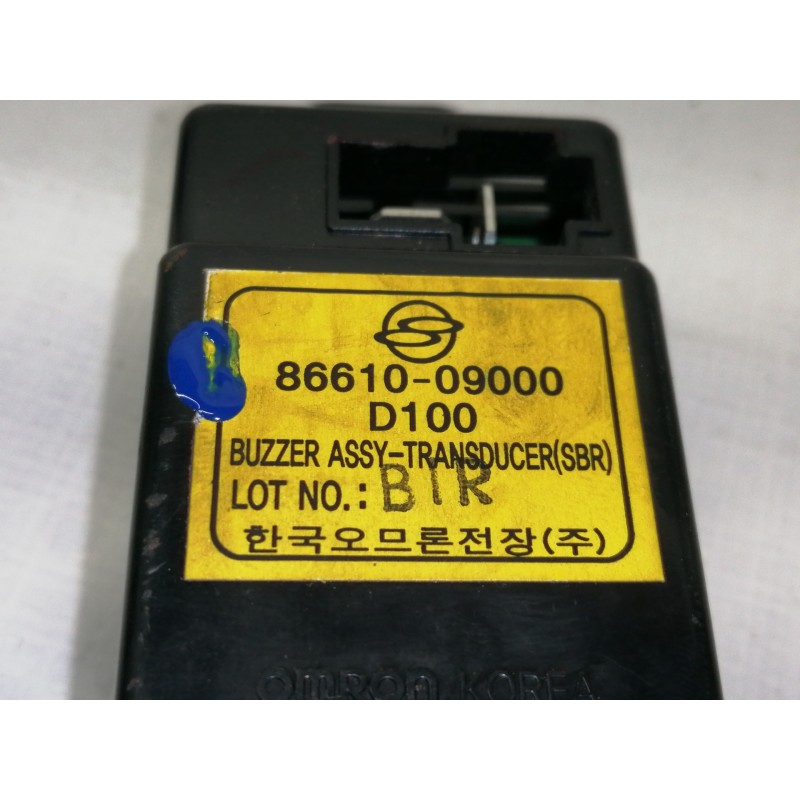 86610-09000
D100
BUZZER ASSY-TRANSDUCER(SBR)
LOT NO.: B1R
한국오므론전장(주)
OMRON KOREA